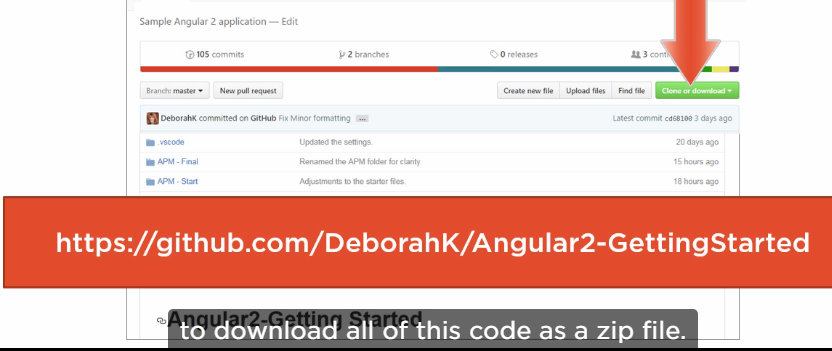 Sample Angular 2 application — Edit
105 commits
2 branches
0 releases
3 conti
Branch: master
New pull request
Create new file
Upload files
Find file
Clone or download
DeborahK committed on GitHub Fix Minor formatting ...
Latest commit cd68100 3 days ago
.vscode Updated the settings. 20 days ago
APM - Final Renamed the APM folder for clarity 15 hours ago
APM - Start Adjustments to the starter files. 18 hours ago
https://github.com/DeborahK/Angular2-GettingStarted
Angular2-Getting Started
to download all of this code as a zip file.